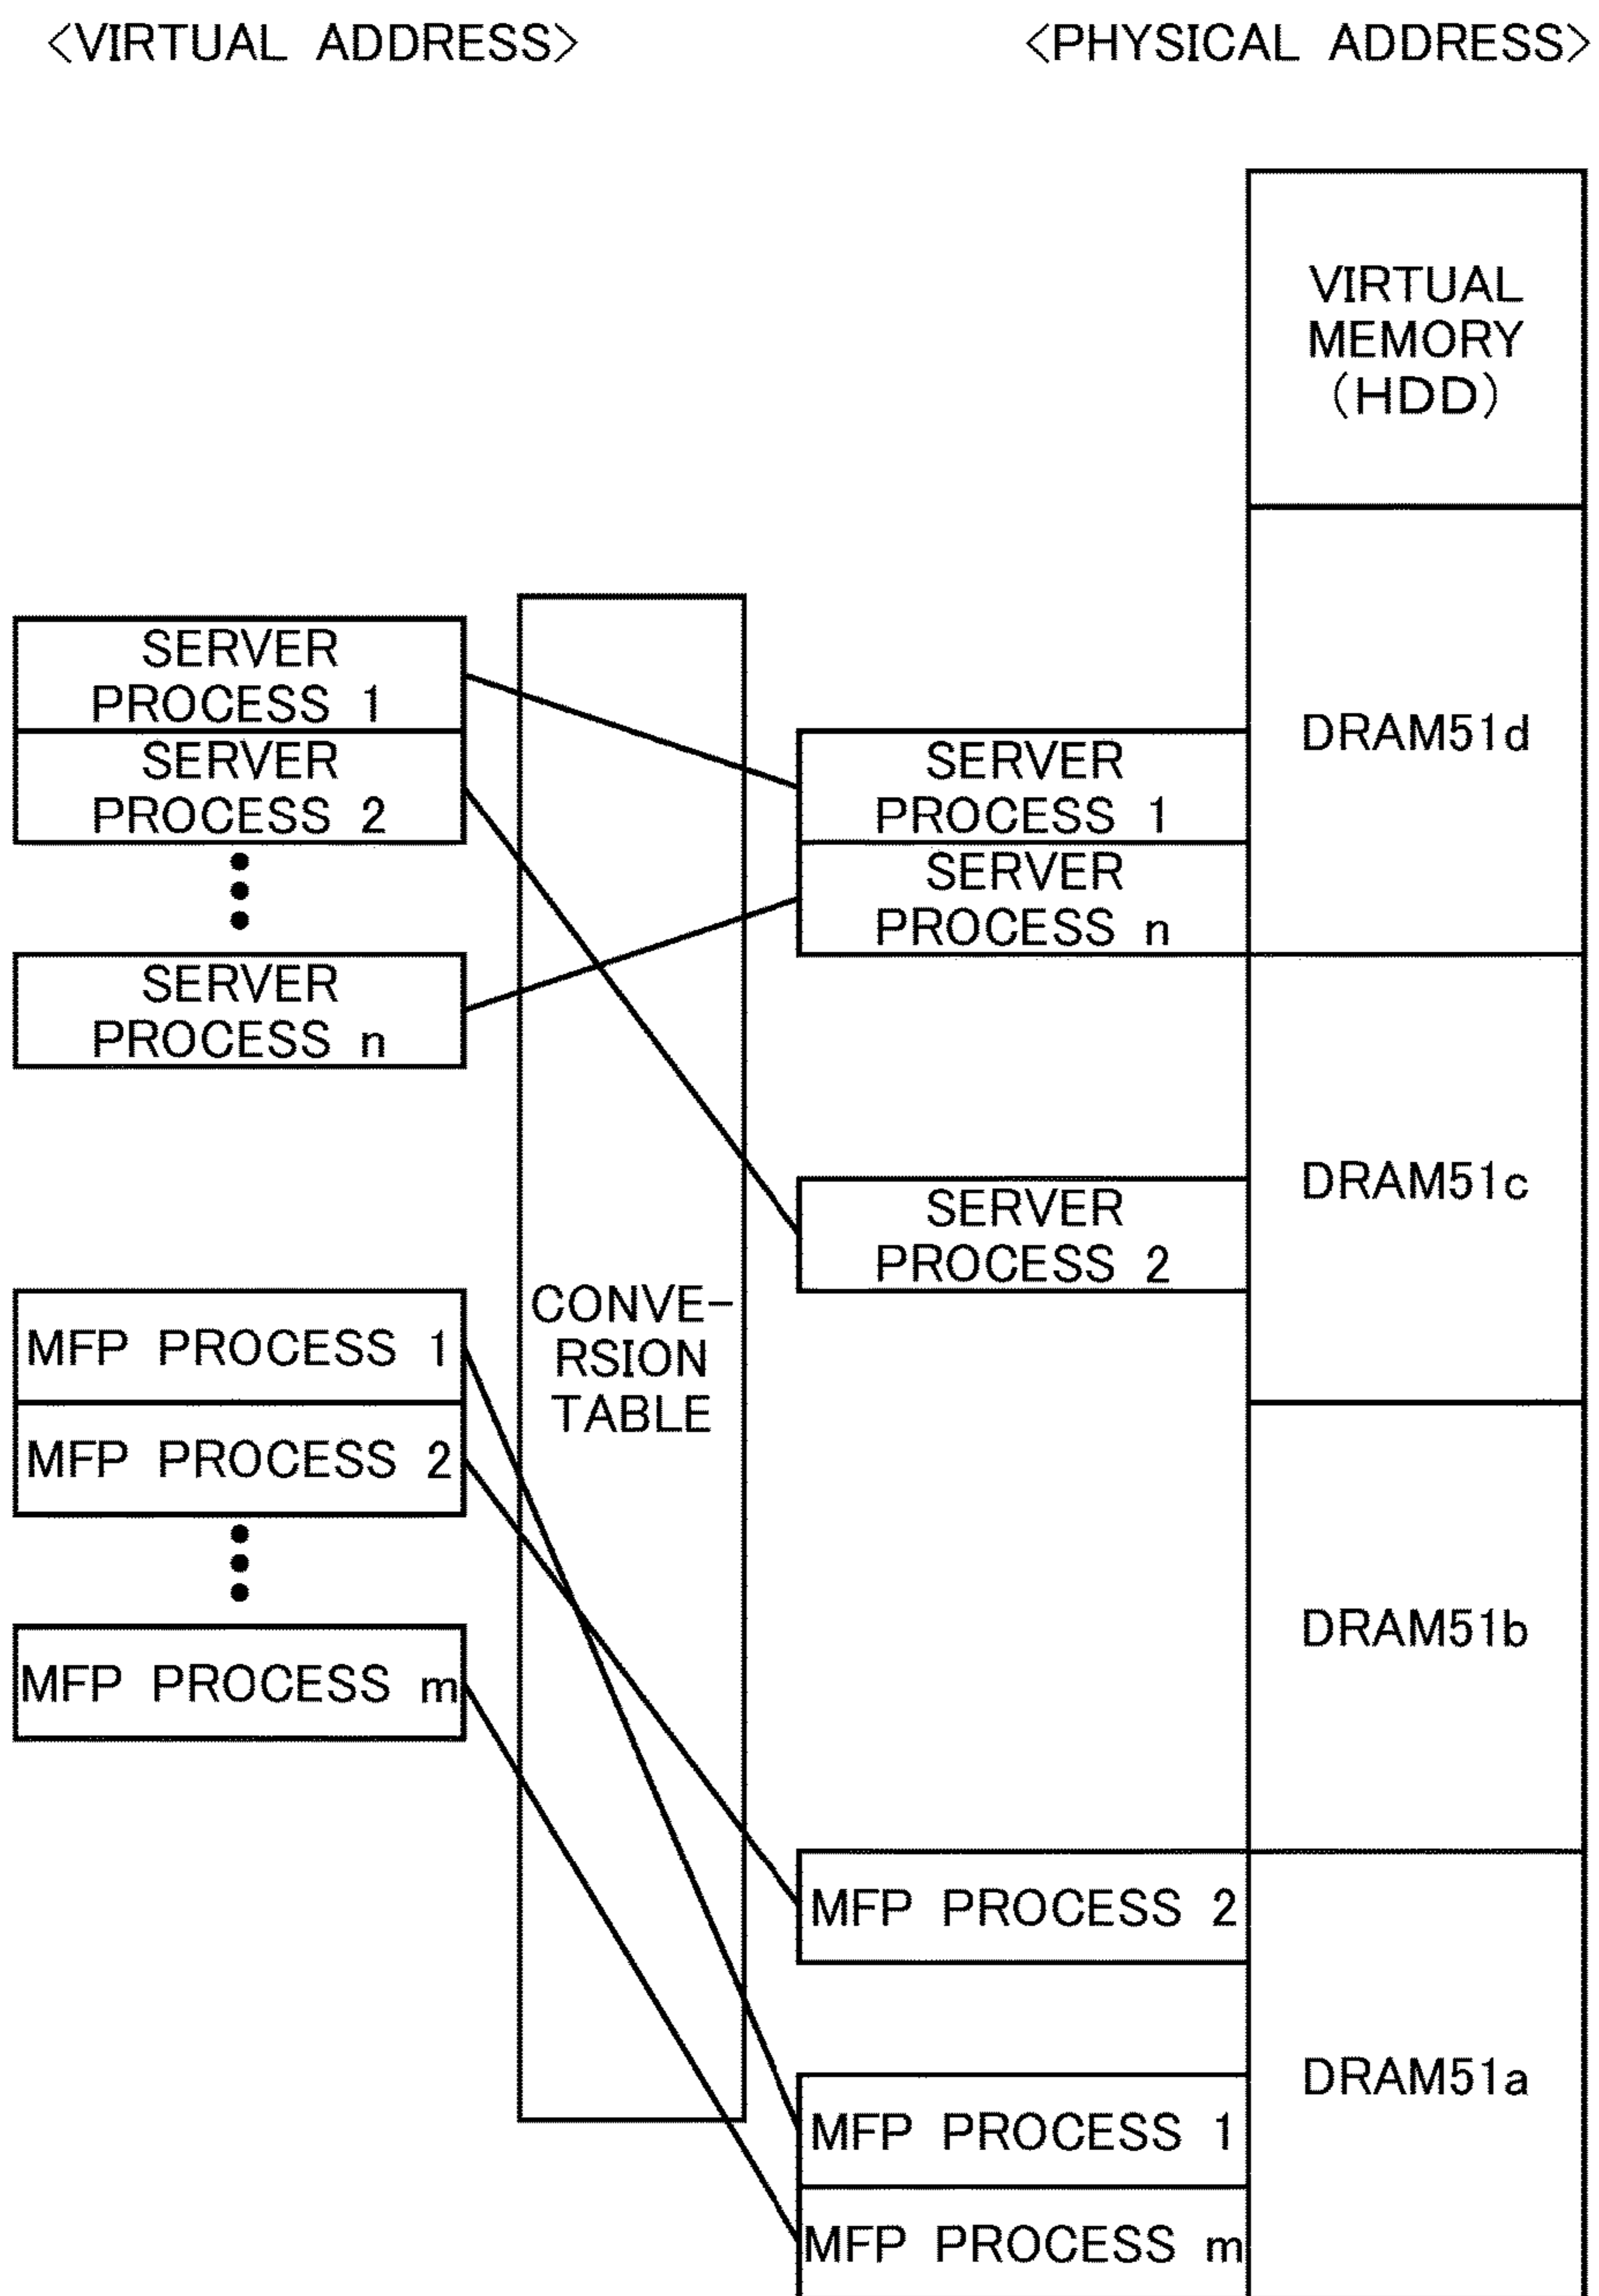 <VIRTUAL ADDRESS>
<PHYSICAL ADDRESS>
VIRTUAL
MEMORY
(HDD)
SERVER
PROCESS 1
SERVER
PROCESS 2
SERVER
PROCESS n
MFP PROCESS 1
MFP PROCESS 2
MFP PROCESS m
CONVE-
RSION
TABLE
SERVER
PROCESS 1
SERVER
PROCESS n
SERVER
PROCESS 2
MFP PROCESS 2
MFP PROCESS 1
MFP PROCESS m
DRAM51d
DRAM51c
DRAM51b
DRAM51a